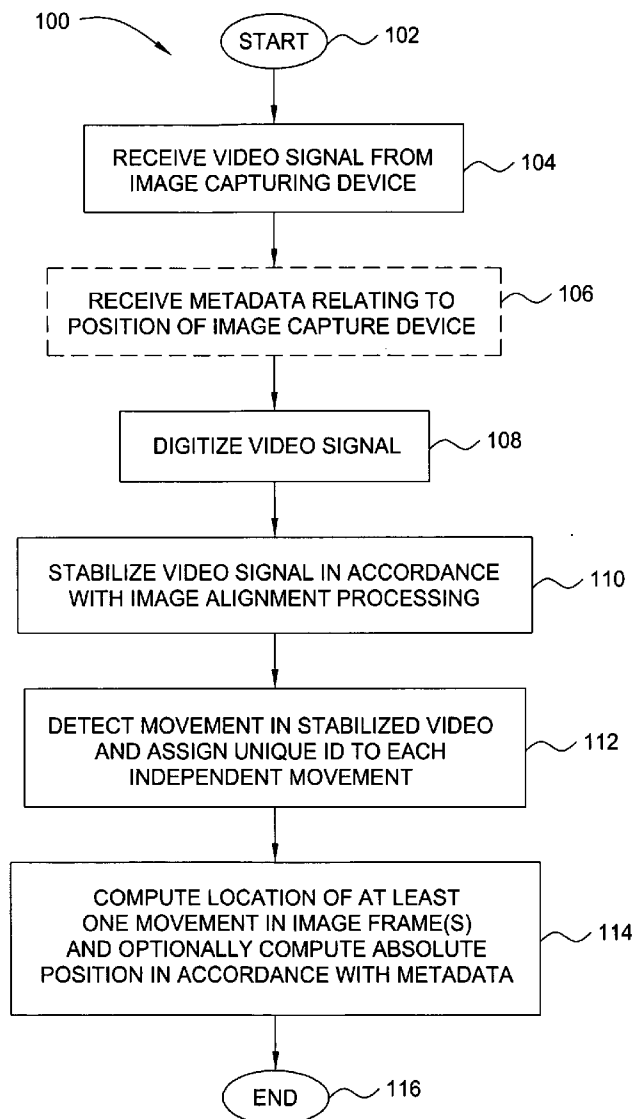 100
START
102
RECEIVE VIDEO SIGNAL FROM
IMAGE CAPTURING DEVICE
104
RECEIVE METADATA RELATING TO
POSITION OF IMAGE CAPTURE DEVICE
106
DIGITIZE VIDEO SIGNAL
108
STABILIZE VIDEO SIGNAL IN ACCORDANCE
WITH IMAGE ALIGNMENT PROCESSING
110
DETECT MOVEMENT IN STABILIZED VIDEO
AND ASSIGN UNIQUE ID TO EACH
INDEPENDENT MOVEMENT
112
COMPUTE LOCATION OF AT LEAST
ONE MOVEMENT IN IMAGE FRAME(S)
AND OPTIONALLY COMPUTE ABSOLUTE
POSITION IN ACCORDANCE WITH METADATA
114
END
116